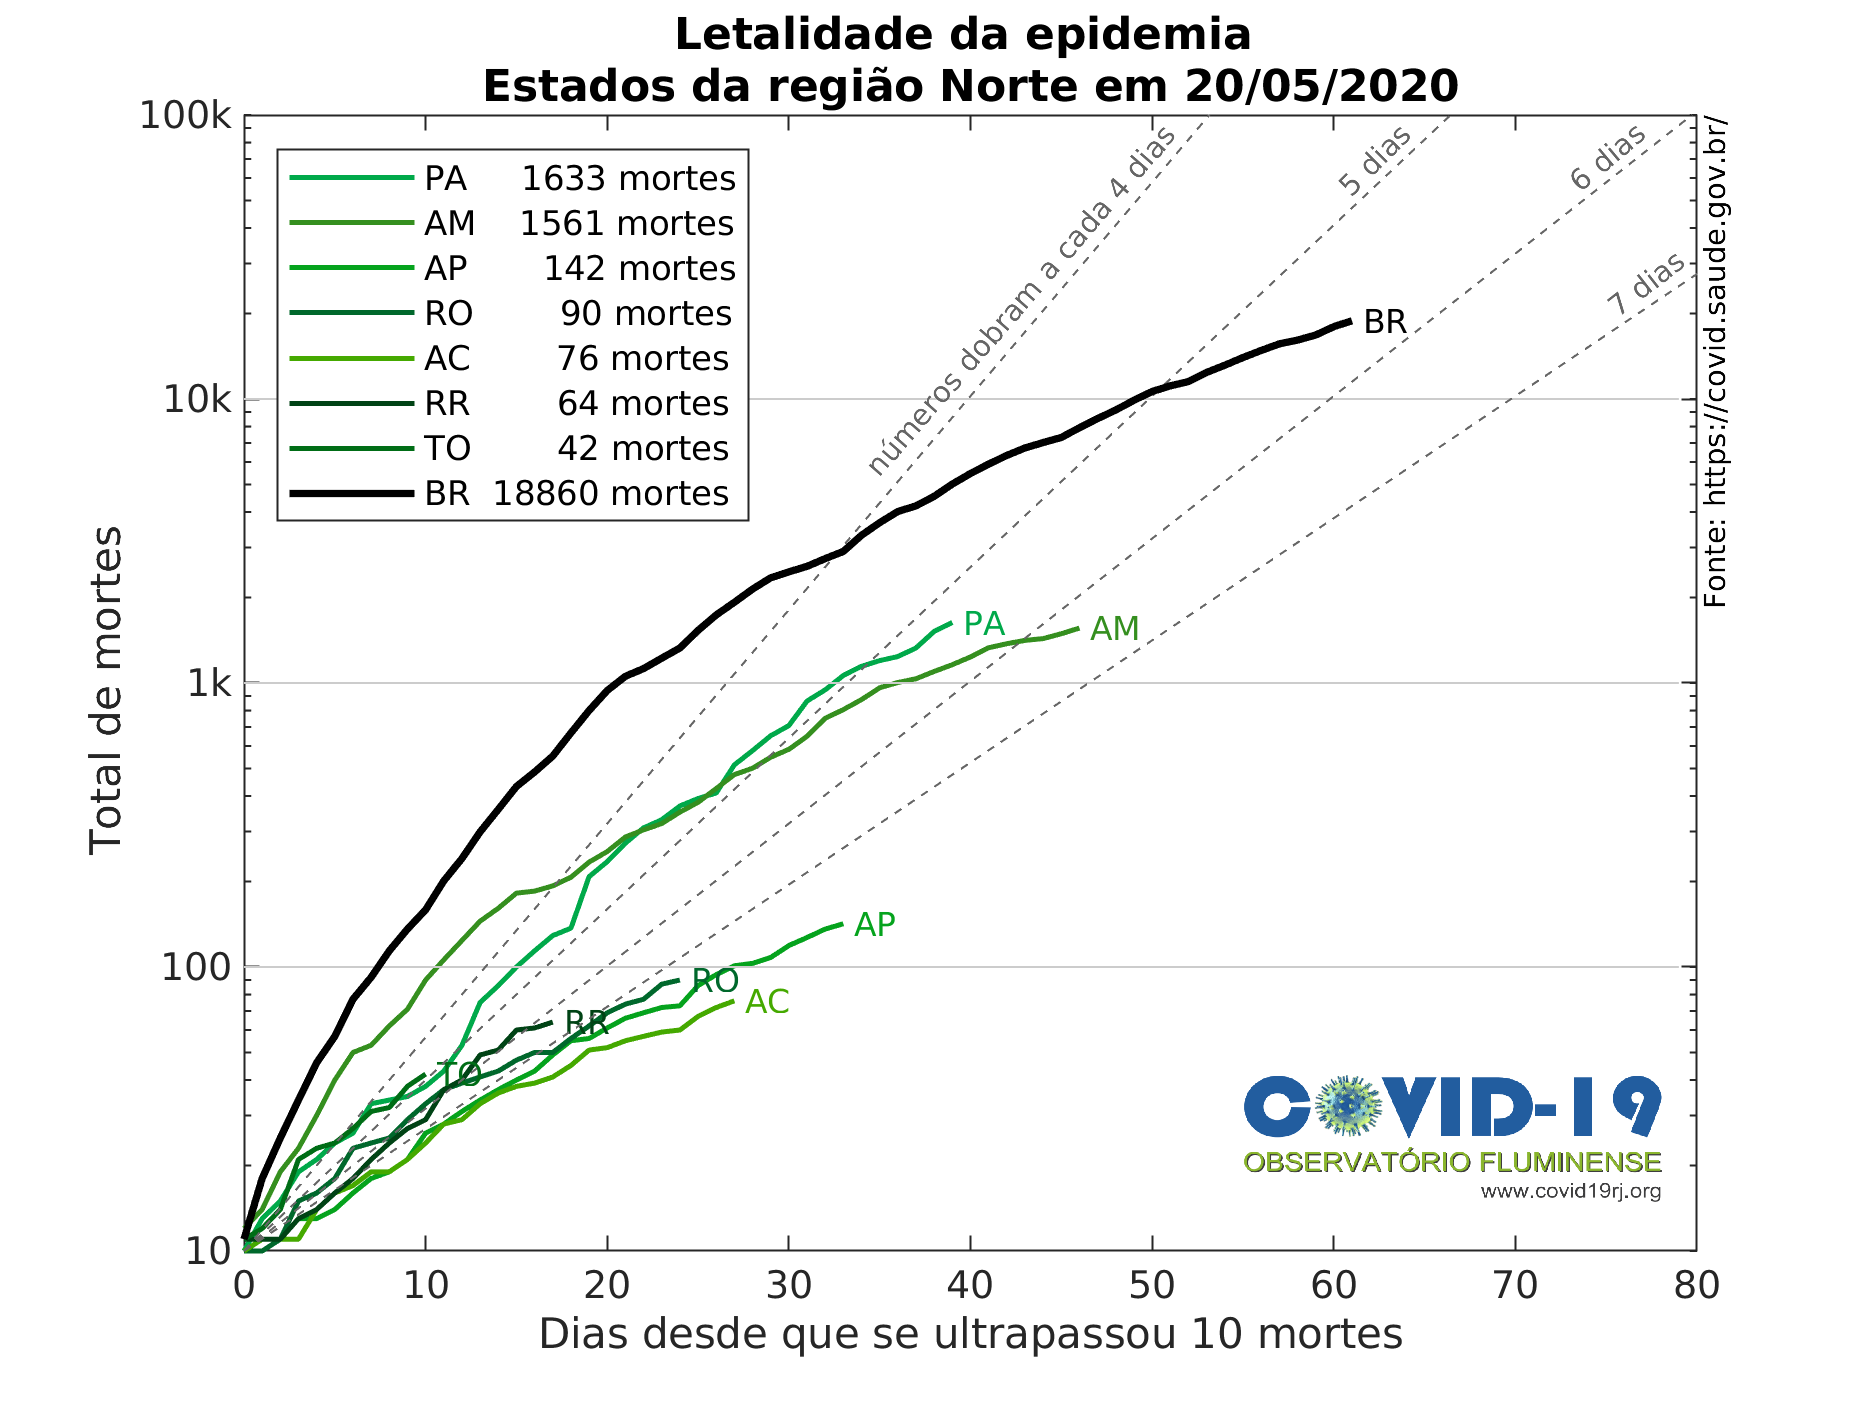 Letalidade da epidemia
Estados da região Norte em 20/05/2020
100k
10k
1k
100
10
Total de mortes
PA 1633 mortes
AM 1561 mortes
AP 142 mortes
RO 90 mortes
AC 76 mortes
RR 64 mortes
TO 42 mortes
BR 18860 mortes
números dobram a cada 4 dias
5 dias
6 dias
7 dias
BR
PA
AM
AP
RO
AC
RR
TO
Fonte: https://covid.saude.gov.br/
COVID-19
OBSERVATÓRIO FLUMINENSE
www.covid19rj.org
0 10 20 30 40 50 60 70 80
Dias desde que se ultrapassou 10 mortes